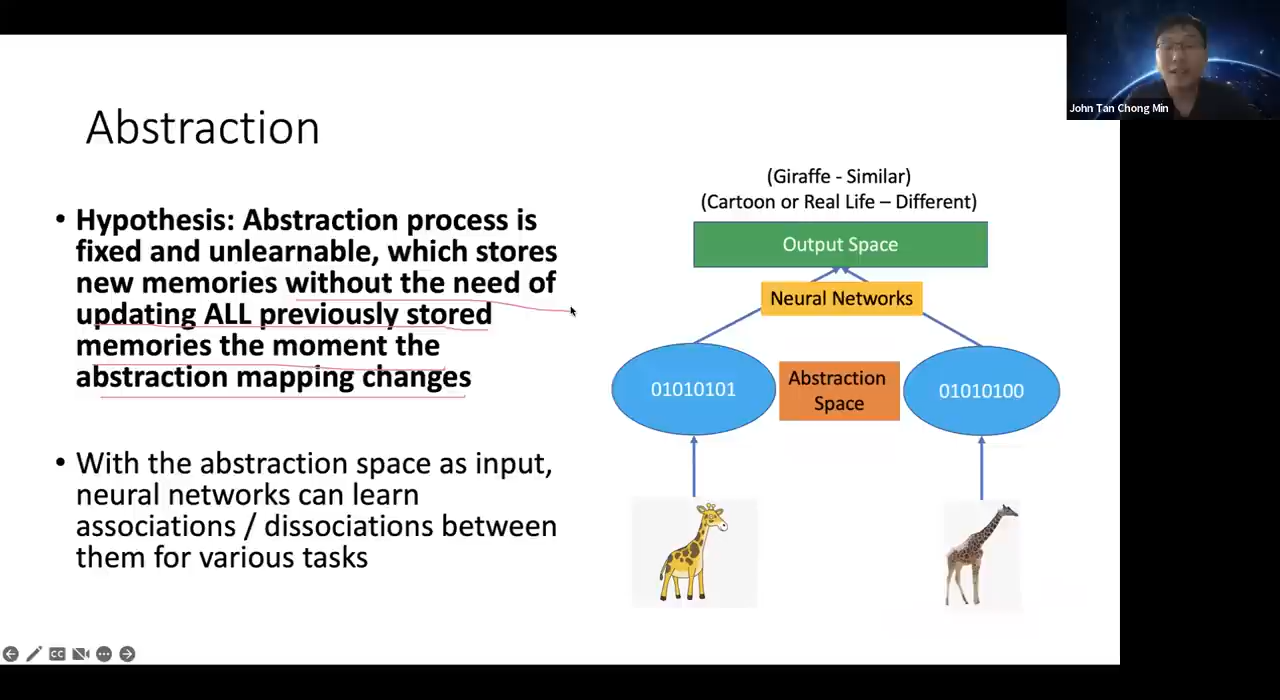 John Tan Chong Min
Abstraction
• Hypothesis: Abstraction process is
fixed and unlearnable, which stores
new memories without the need of
updating ALL previously stored
memories the moment the
abstraction mapping changes
• With the abstraction space as input,
neural networks can learn
associations / dissociations between
them for various tasks
(Giraffe - Similar)
(Cartoon or Real Life – Different)
Output Space
Neural Networks
01010101
Abstraction
Space
01010100
CC